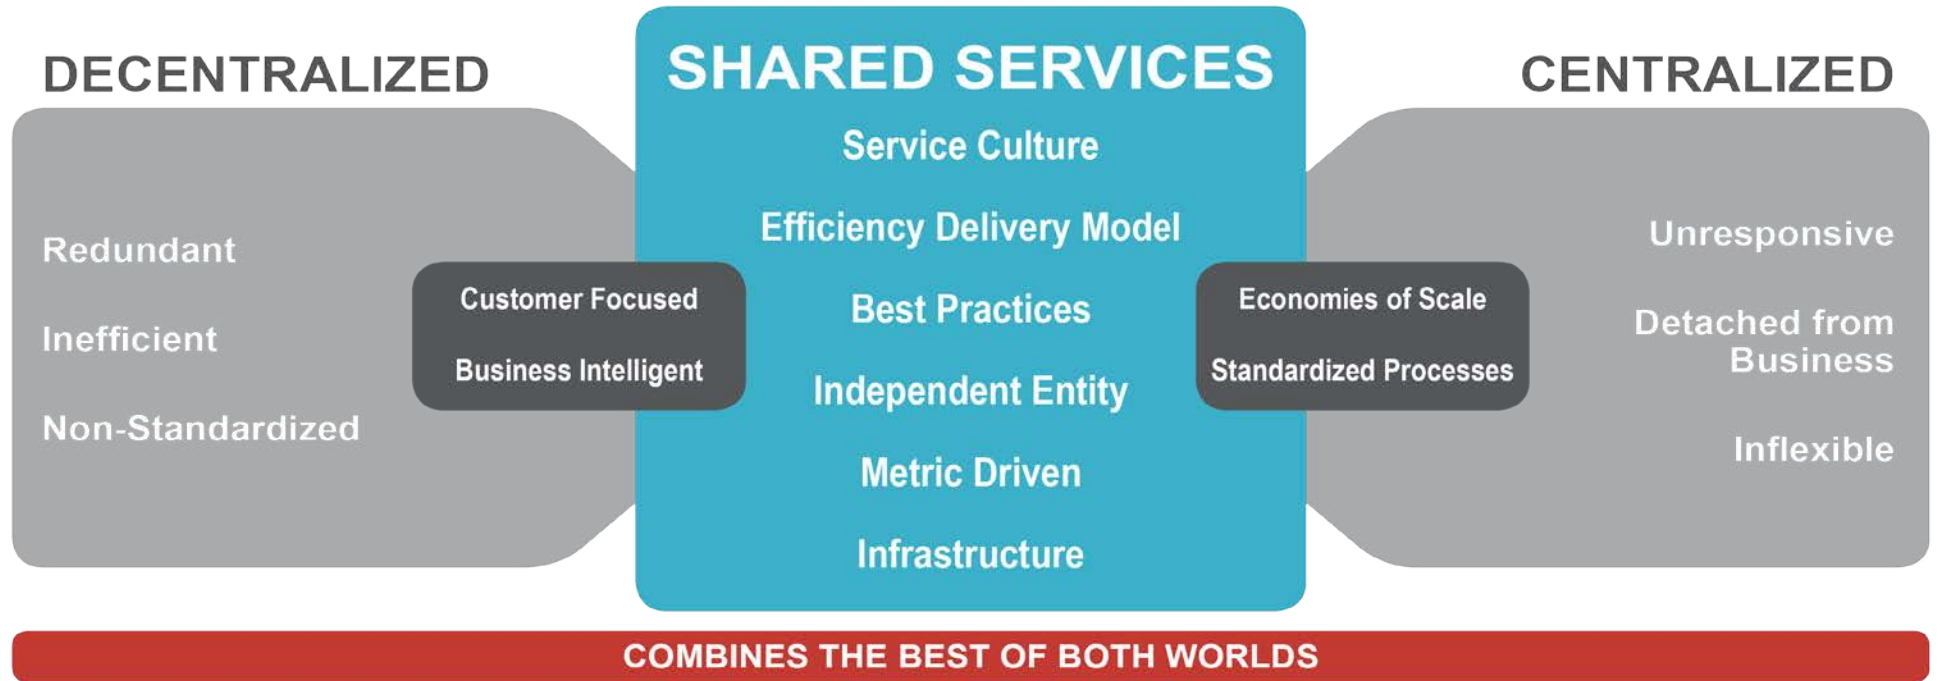 DECENTRALIZED
Redundant
Inefficient
Non-Standardized
Customer Focused
Business Intelligent
SHARED SERVICES
Service Culture
Efficiency Delivery Model
Best Practices
Independent Entity
Metric Driven
Infrastructure
Economies of Scale
Standardized Processes
CENTRALIZED
Unresponsive
Detached from
Business
Inflexible
COMBINES THE BEST OF BOTH WORLDS